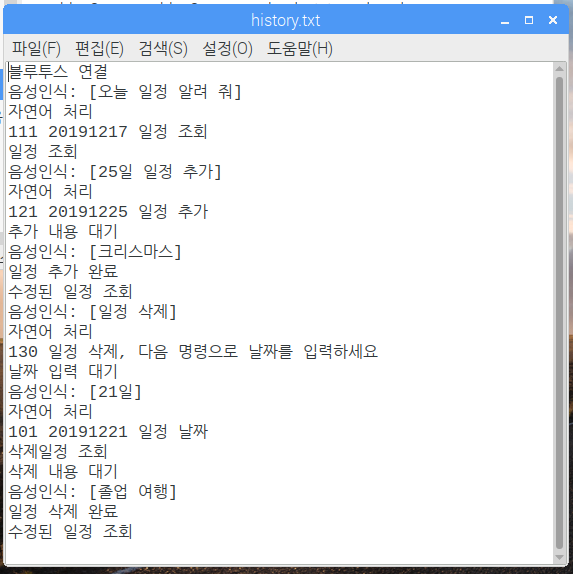 history.txt
파일(F) 편집(E) 검색(S) 설정(O) 도움말(H)
블루투스 연결
음성인식: [오늘 일정 알려 줘]
자연어 처리
111 20191217 일정 조회
일정 조회
음성인식: [25일 일정 추가]
자연어 처리
121 20191225 일정 추가
추가 내용 대기
음성인식: [크리스마스]
일정 추가 완료
수정된 일정 조회
음성인식: [일정 삭제]
자연어 처리
130 일정 삭제, 다음 명령으로 날짜를 입력하세요
날짜 입력 대기
음성인식: [21일]
자연어 처리
101 20191221 일정 날짜
삭제일정 조회
삭제 내용 대기
음성인식: [졸업 여행]
일정 삭제 완료
수정된 일정 조회